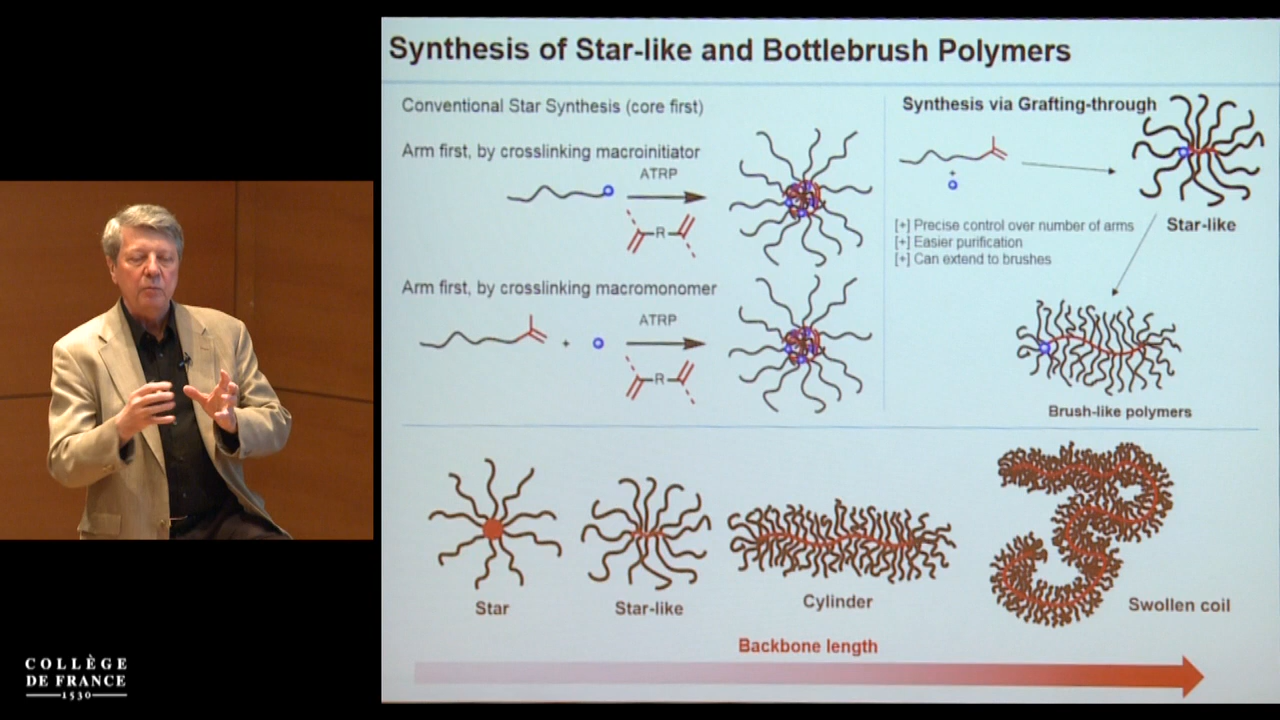 Synthesis of Star-like and Bottlebrush Polymers
Conventional Star Synthesis (core first)
Arm first, by crosslinking macroinitiator
ATRP
R
Arm first, by crosslinking macromonomer
+
ATRP
R
Synthesis via Grafting-through
+
[+] Precise control over number of arms
[+] Easier purification
[+] Can extend to brushes
Star-like
Brush-like polymers
Star
Star-like
Cylinder
Swollen coil
Backbone length
COLLÈGE
DE FRANCE
1530